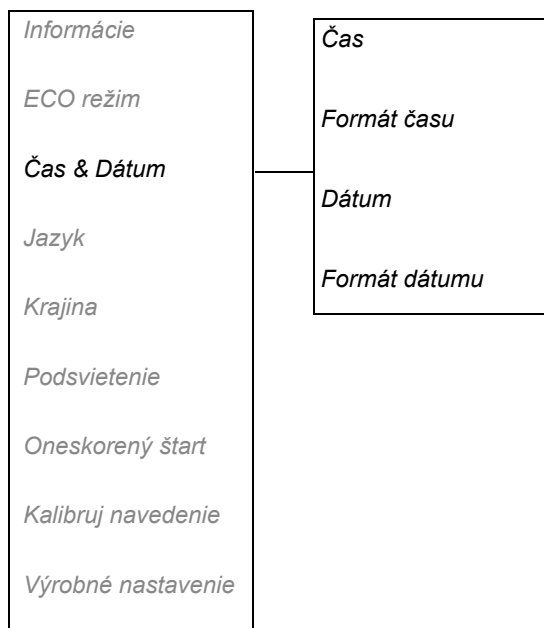 Informácie
ECO režim
Čas & Dátum
Jazyk
Krajina
Podsvietenie
Oneskorený štart
Kalibruj navedenie
Výrobné nastavenie
Čas
Formát času
Dátum
Formát dátumu